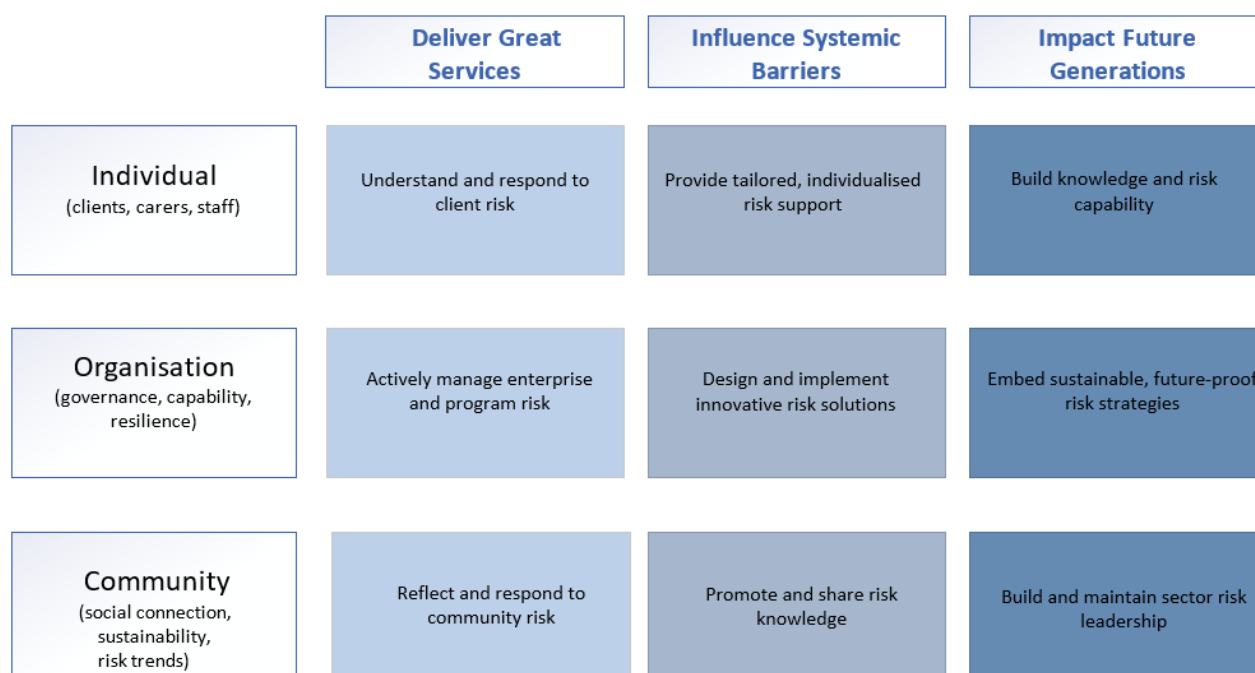 Deliver Great
Services
Influence Systemic
Barriers
Impact Future
Generations
Individual
(clients, carers, staff)
Understand and respond to
client risk
Provide tailored, individualised
risk support
Build knowledge and risk
capability
Organisation
(governance, capability,
resilience)
Actively manage enterprise
and program risk
Design and implement
innovative risk solutions
Embed sustainable, future-proof
risk strategies
Community
(social connection,
sustainability,
risk trends)
Reflect and respond to
community risk
Promote and share risk
knowledge
Build and maintain sector risk
leadership